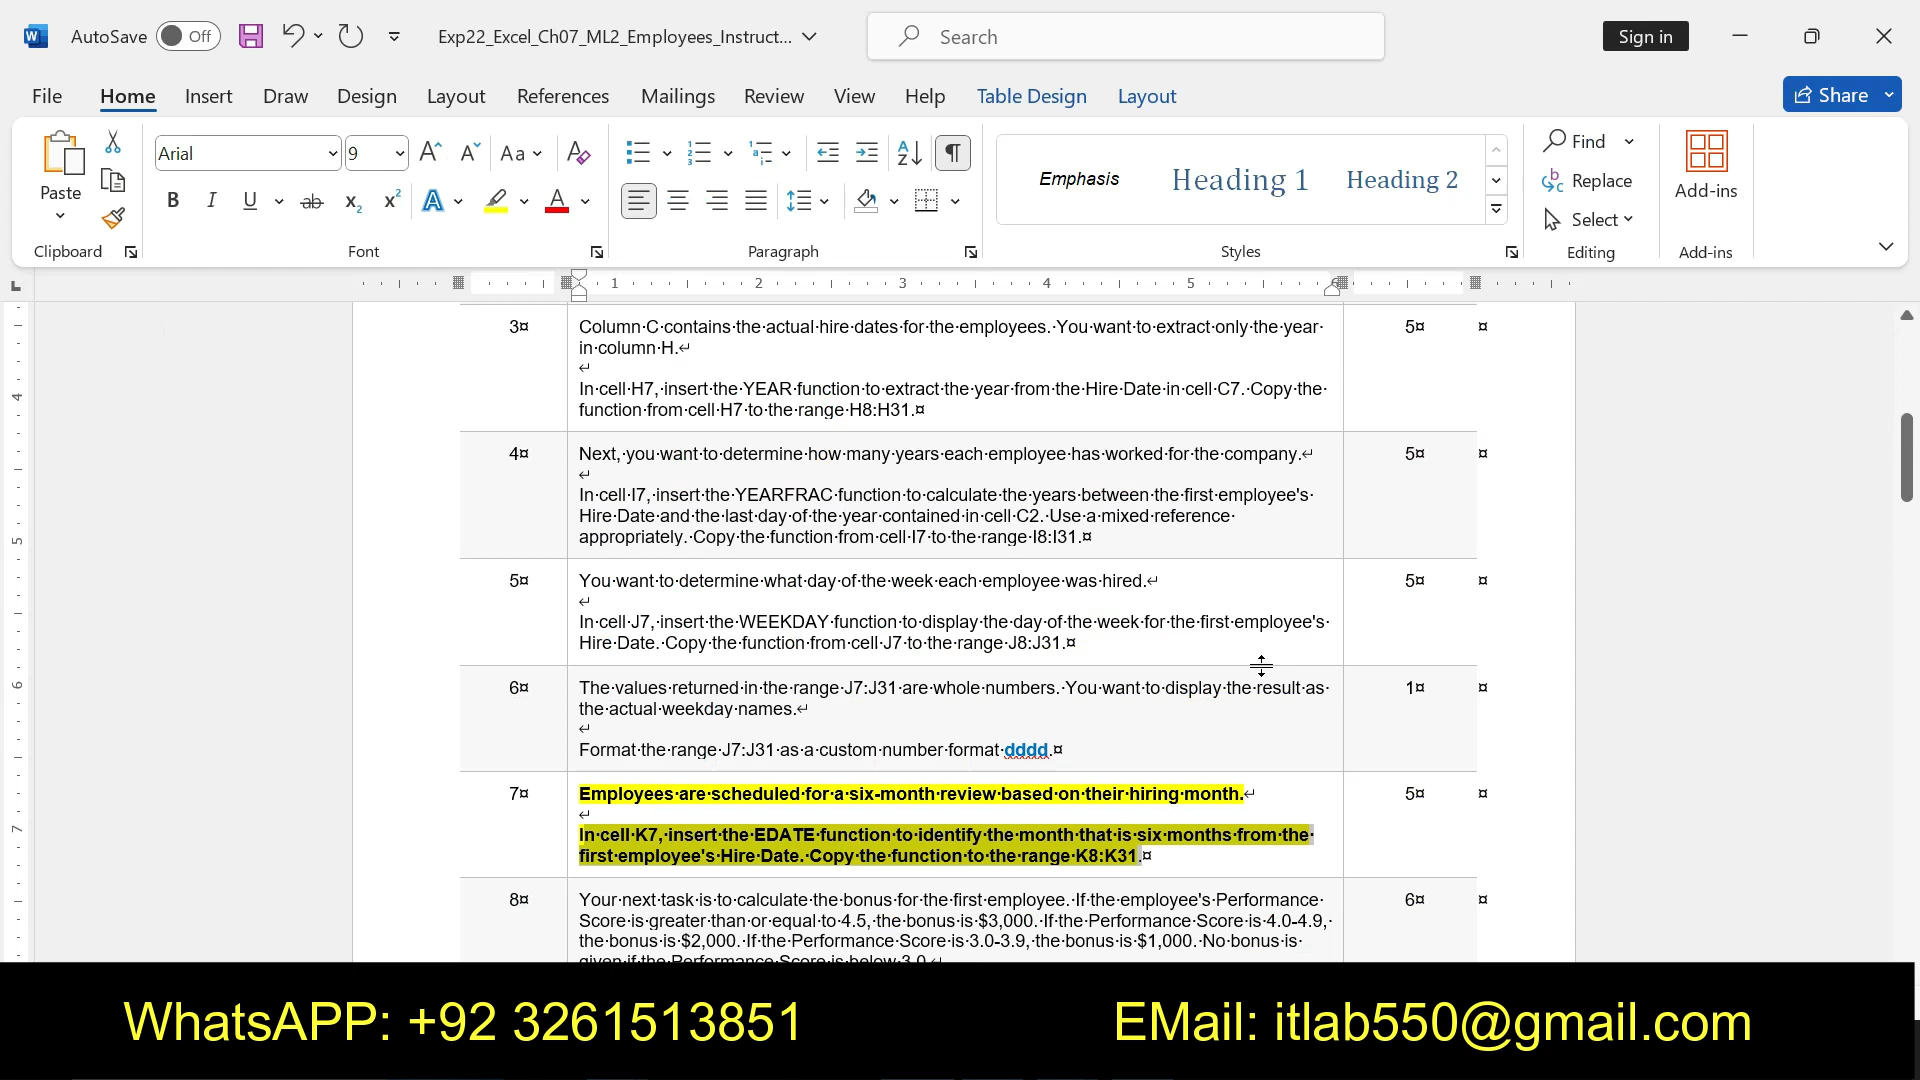 AutoSave Off Exp22_Excel_Ch07_ML2_Employees_Instruct... Search Sign in
File Home Insert Draw Design Layout References Mailings Review View Help Table Design Layout Share
Paste Arial 9 Aa Emphasis Heading 1 Heading 2 Find Replace Select Add-ins
Clipboard Font Paragraph Styles Editing Add-ins
1 2 3 4 5
3¤ Column·C·contains·the·actual·hire·dates·for·the·employees.·You·want·to·extract·only·the·year· 5¤ ¤
in·column·H.↵
↵
In·cell·H7,·insert·the·YEAR·function·to·extract·the·year·from·the·Hire·Date·in·cell·C7.·Copy·the·
function·from·cell·H7·to·the·range·H8:H31.¤
4¤ Next,·you·want·to·determine·how·many·years·each·employee·has·worked·for·the·company.↵ 5¤ ¤
↵
In·cell·I7,·insert·the·YEARFRAC·function·to·calculate·the·years·between·the·first·employee's·
Hire·Date·and·the·last·day·of·the·year·contained·in·cell·C2.·Use·a·mixed·reference·
appropriately.·Copy·the·function·from·cell·I7·to·the·range·I8:I31.¤
5¤ You·want·to·determine·what·day·of·the·week·each·employee·was·hired.↵ 5¤ ¤
↵
In·cell·J7,·insert·the·WEEKDAY·function·to·display·the·day·of·the·week·for·the·first·employee's·
Hire·Date.·Copy·the·function·from·cell·J7·to·the·range·J8:J31.¤
6¤ The·values·returned·in·the·range·J7:J31·are·whole·numbers.·You·want·to·display·the·result·as· 1¤ ¤
the·actual·weekday·names.↵
↵
Format·the·range·J7:J31·as·a·custom·number·format·dddd.¤
7¤ Employees·are·scheduled·for·a·six-month·review·based·on·their·hiring·month.↵ 5¤ ¤
↵
In·cell·K7,·insert·the·EDATE·function·to·identify·the·month·that·is·six·months·from·the·
first·employee's·Hire·Date.·Copy·the·function·to·the·range·K8:K31.¤
8¤ Your·next·task·is·to·calculate·the·bonus·for·the·first·employee.·If·the·employee's·Performance· 6¤ ¤
Score·is·greater·than·or·equal·to·4.5,·the·bonus·is·$3,000.·If·the·Performance·Score·is·4.0-4.9,·
the·bonus·is·$2,000.·If·the·Performance·Score·is·3.0-3.9,·the·bonus·is·$1,000.·No·bonus·is·
given·if·the·Performance·Score·is·below·3.0.↵
WhatsAPP: +92 3261513851 EMail: itlab550@gmail.com